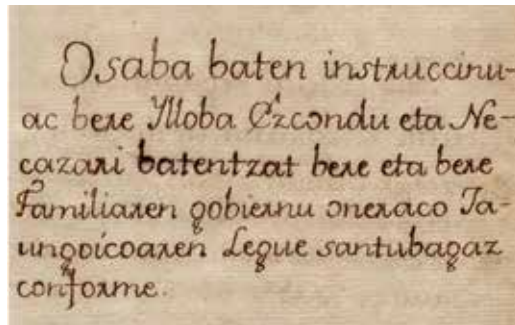 Osaba baten instruccinu-
ac bere Ylloba Ezcondu eta Ne-
cazari batentzat bere eta bere
Familiaren gobiernu oneraco Ja-
ungoicoaren Legue santubagaz
conforme.